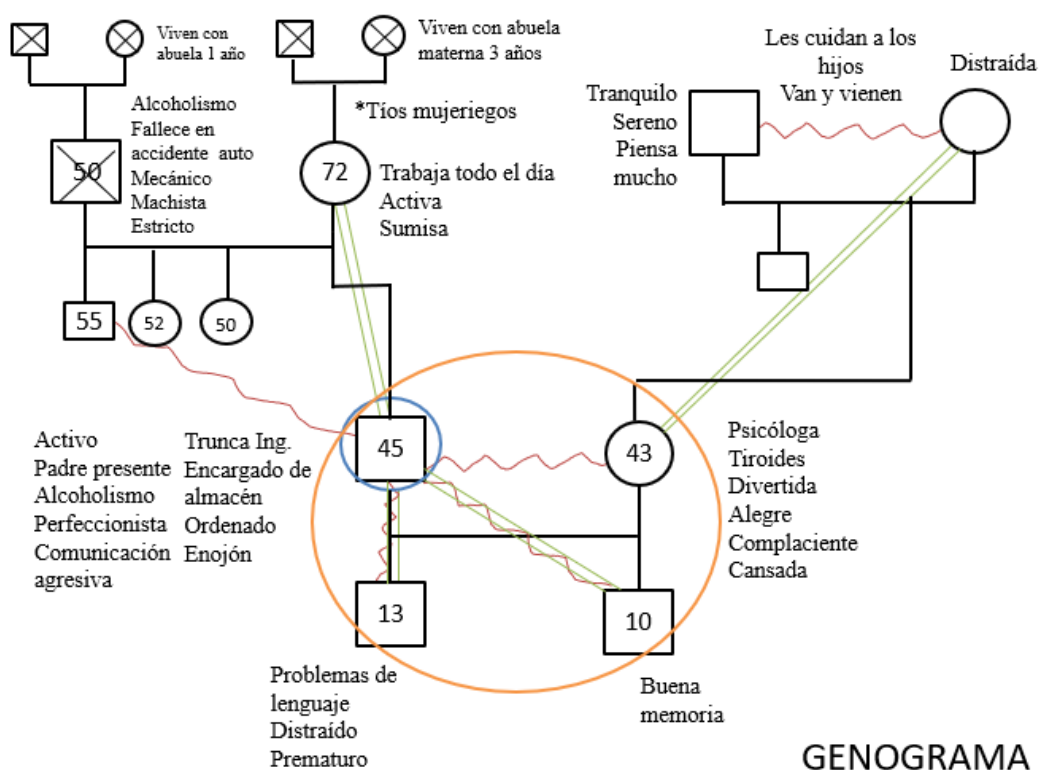 Viven con
abuela 1 año
Viven con abuela
materna 3 años
Les cuidan a los
hijos
Van y vienen
Distraída
Alcoholismo
Fallece en
accidente auto
Mecánico
Machista
Estricto
*Tíos mujeriegos
Tranquilo
Sereno
Piensa
mucho
50
72
Trabaja todo el día
Activa
Sumisa
55
52
50
45
43
Activo
Padre presente
Alcoholismo
Perfeccionista
Comunicación
agresiva
Trunca Ing.
Encargado de
almacén
Ordenado
Enojón
Psicóloga
Tiroides
Divertida
Alegre
Complaciente
Cansada
13
10
Problemas de
lenguaje
Distraído
Prematuro
Buena
memoria
GENOGRAMA